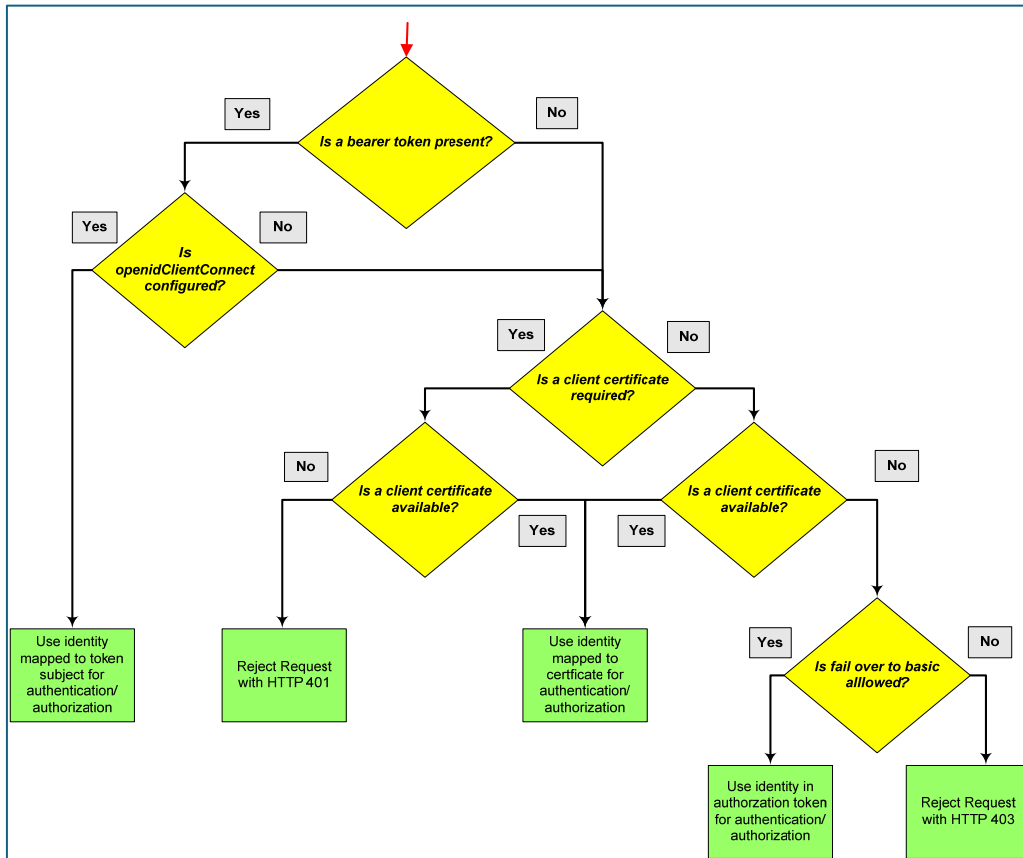 Yes
No
Is a bearer token present?
Yes
No
Is
openidClientConnect
configured?
Yes
No
Is a client certificate
required?
No
Is a client certificate
available?
Yes
Yes
Is a client certificate
available?
No
Use identity
mapped to token
subject for
authentication/
authorization
Reject Request
with HTTP 401
Use identity
mapped to
certficate for
authentication/
authorization
Yes
No
Is fail over to basic
alllowed?
Use identity in
authorzation token
for authentication/
authorization
Reject Request
with HTTP 403